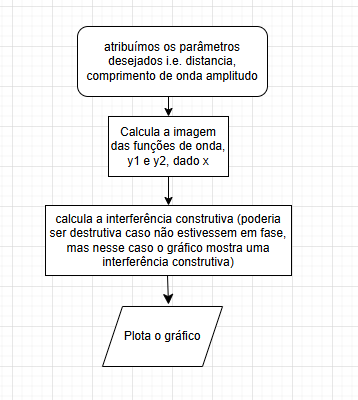 atribuímos os parâmetros
desejados i.e. distancia,
comprimento de onda amplitudo
Calcula a imagem
das funções de onda,
y1 e y2, dado x
calcula a interferência construtiva (poderia
ser destrutiva caso não estivessem em fase,
mas nesse caso o gráfico mostra uma
interferência construtiva)
Plota o gráfico